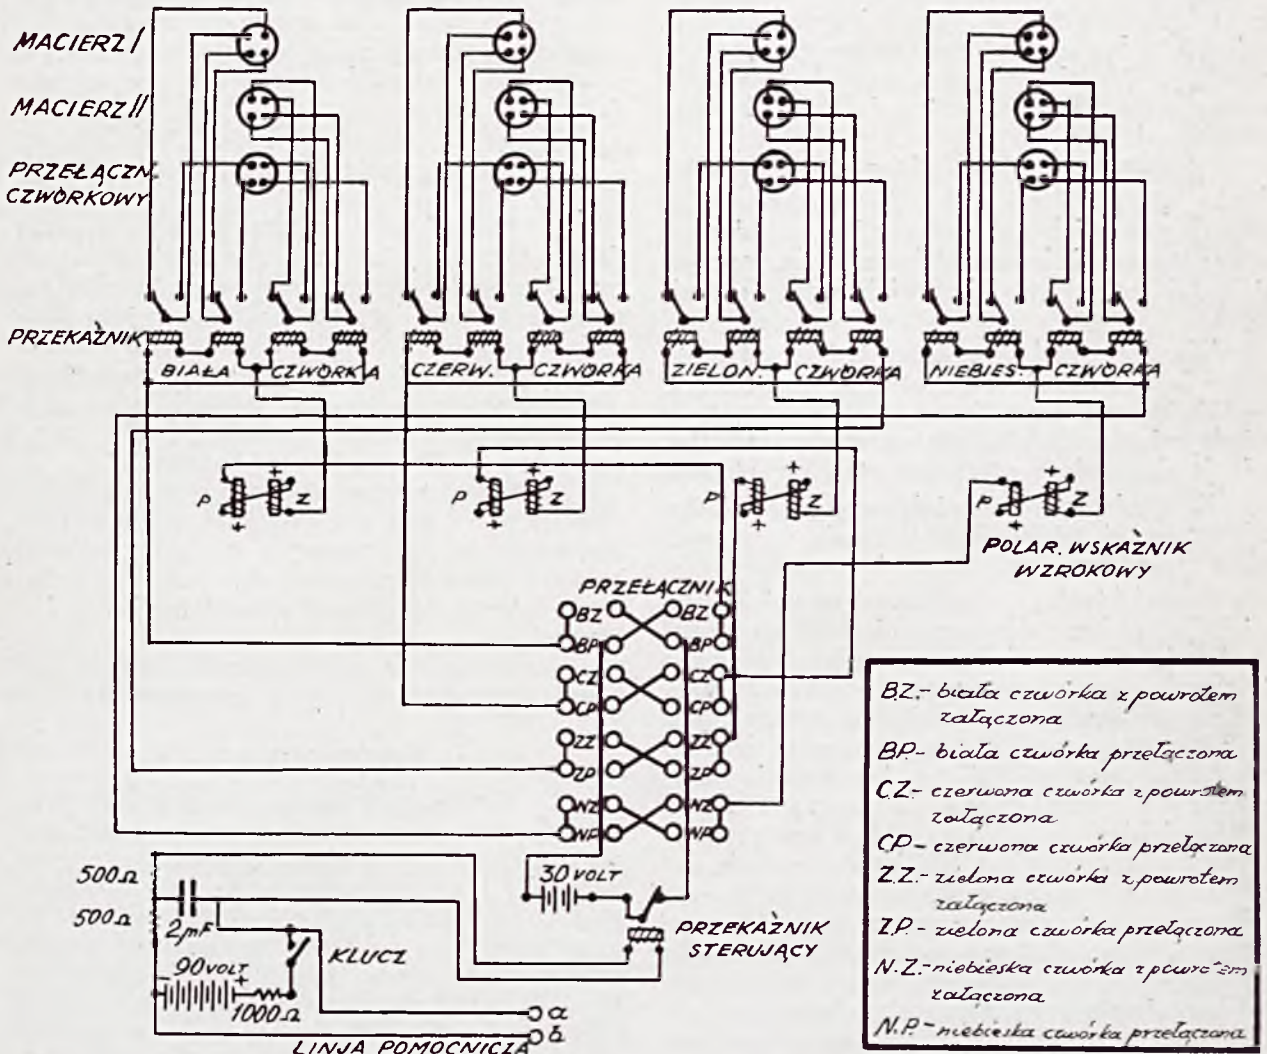 MACIERZ I
MACIERZ II
PRZEŁĄCZN.
CZWÓRKOWY
PRZEKAŹNIK
BIAŁA CZWÓRKA
CZERW. CZWÓRKA
ZIELON. CZWÓRKA
NIEBIES. CZWÓRKA
P + + Z
P + + Z
P + + Z
P + + Z
POLAR. WSKAŹNIK
WZROKOWY
PRZEŁĄCZNIK
BZ BZ
BP BP
CZ CZ
CP CP
ZZ ZZ
ZP ZP
NZ NZ
NP NP
500Ω
500Ω
2mF
30 VOLT
PRZEKAŹNIK
STERUJĄCY
KLUCZ
- 90 VOLT +
1000Ω
a
b
LINJA POMOCNICZA
B.Z.- biała czwórka z powrotem
załączona
BP.- biała czwórka przełączona
C.Z.- czerwona czwórka z powrotem
załączona
CP.- czerwona czwórka przełączona
Z.Z.- zielona czwórka z powrotem
załączona
Z.P.- zielona czwórka przełączona
N.Z.- niebieska czwórka z powrotem
załączona
N.P.- niebieska czwórka przełączona